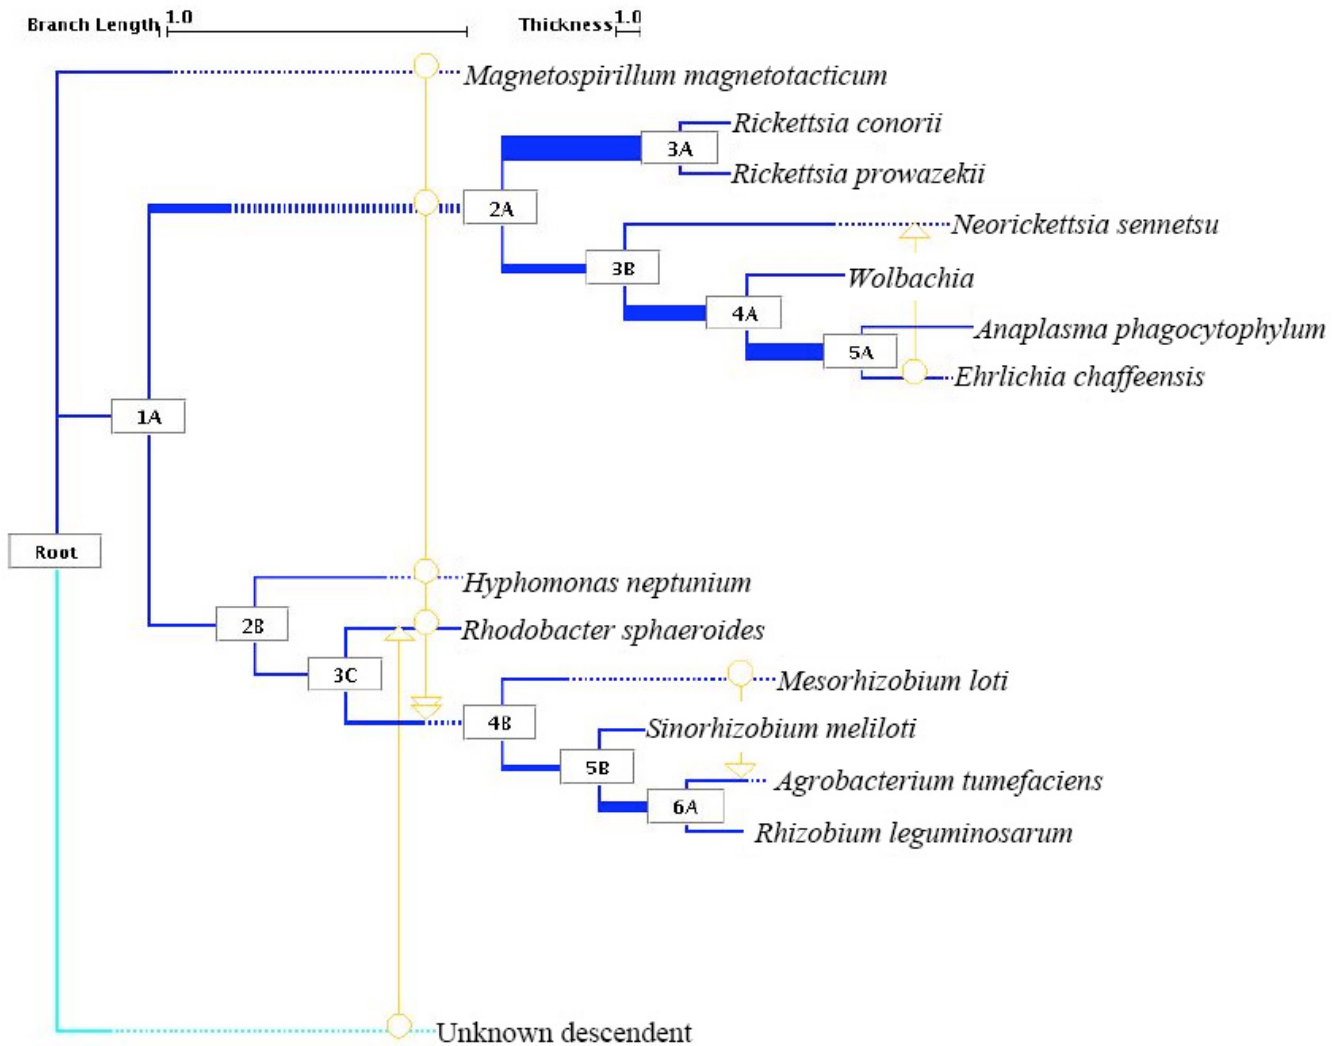 Branch Length 1.0
Thickness 1.0
Magnetospirillum magnetotacticum
Rickettsia conorii
3A
Rickettsia prowazekii
2A
Neorickettsia sennetsu
3B
Wolbachia
4A
Anaplasma phagocytophylum
5A
Ehrlichia chaffeensis
1A
Root
Hyphomonas neptunium
2B
Rhodobacter sphaeroides
3C
Mesorhizobium loti
4B
Sinorhizobium meliloti
5B
Agrobacterium tumefaciens
6A
Rhizobium leguminosarum
Unknown descendent